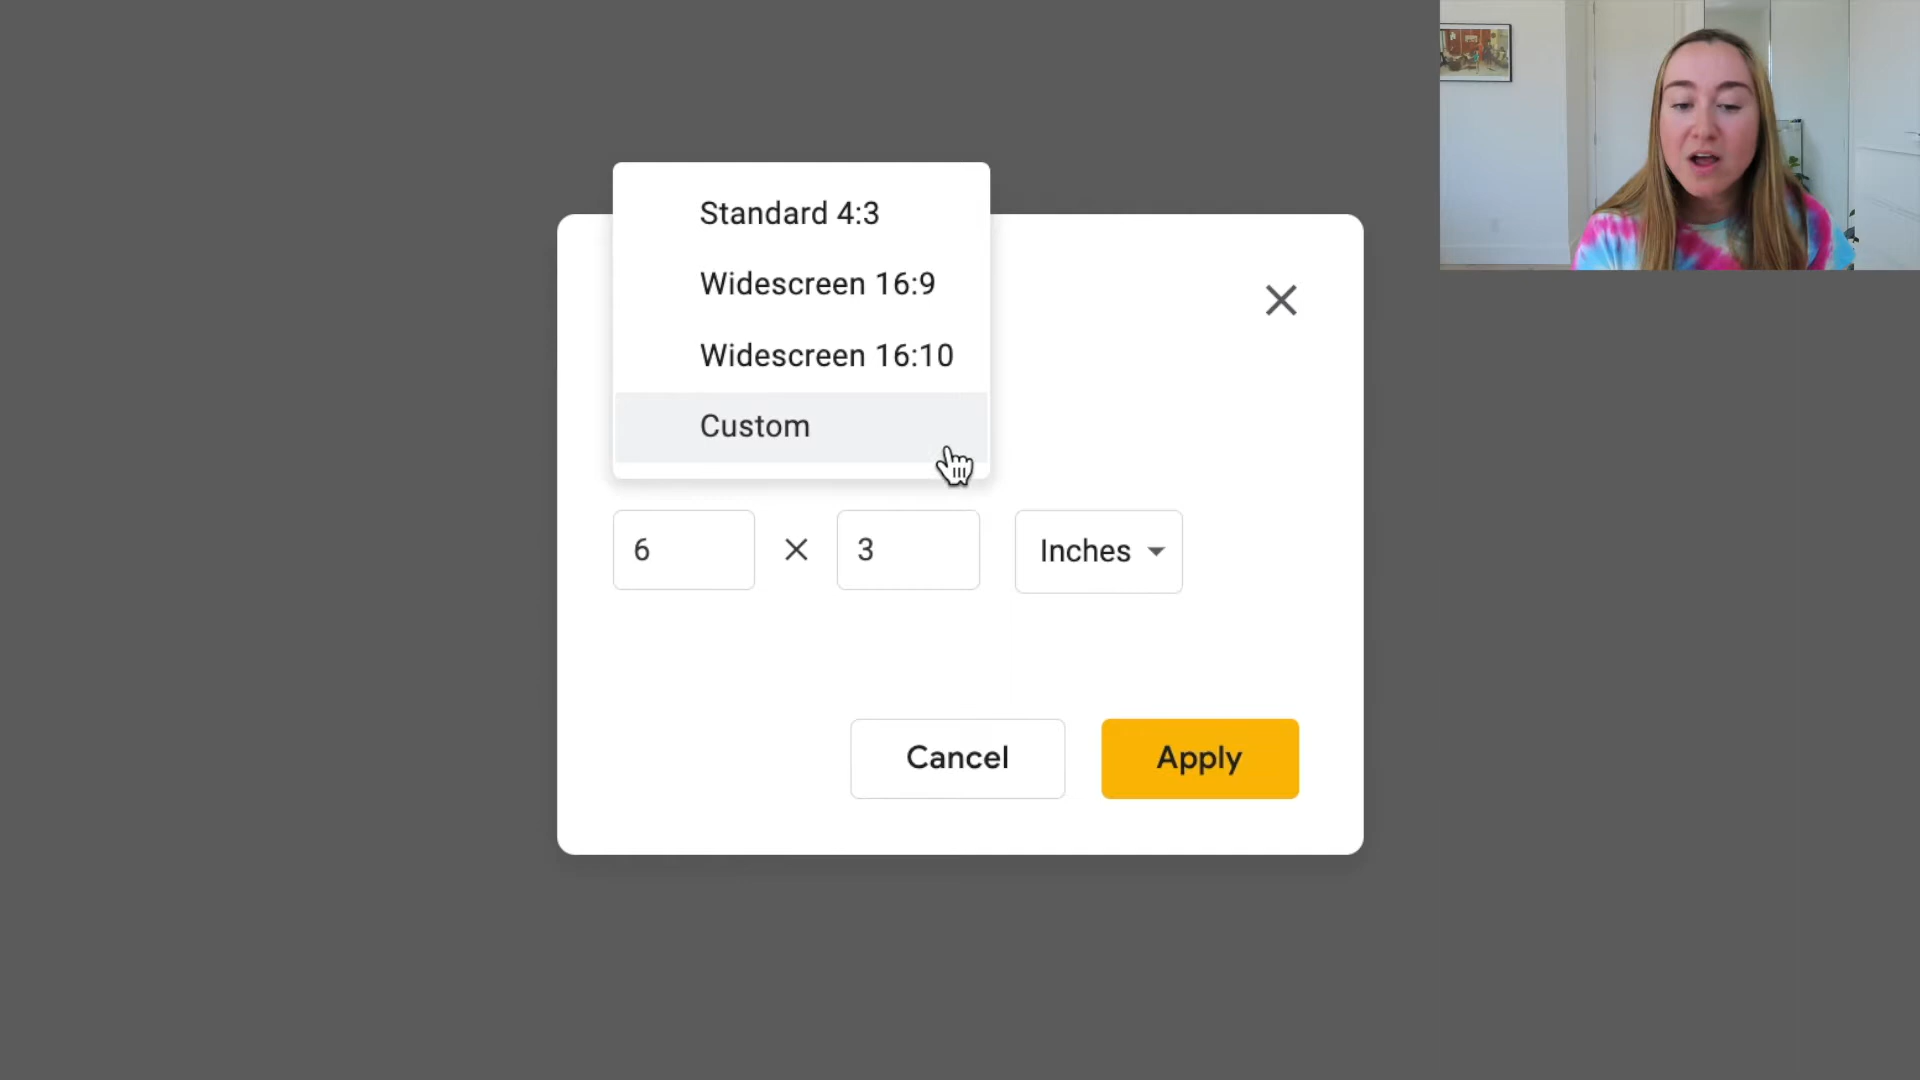 Standard 4:3
Widescreen 16:9
Widescreen 16:10
Custom
6 × 3 Inches
Cancel Apply